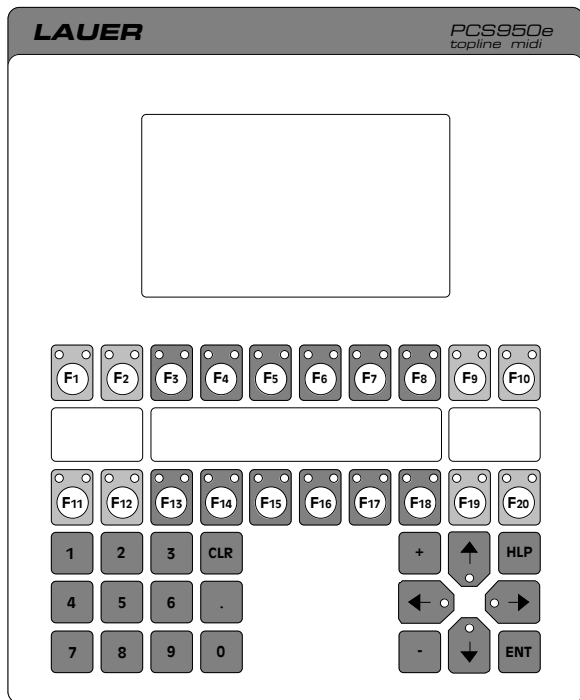 LAUER
PCS950e
topline midi
F1 F2 F3 F4 F5 F6 F7 F8 F9 F10
F11 F12 F13 F14 F15 F16 F17 F18 F19 F20
1 2 3 CLR + HLP
4 5 6 .
7 8 9 0 - ENT